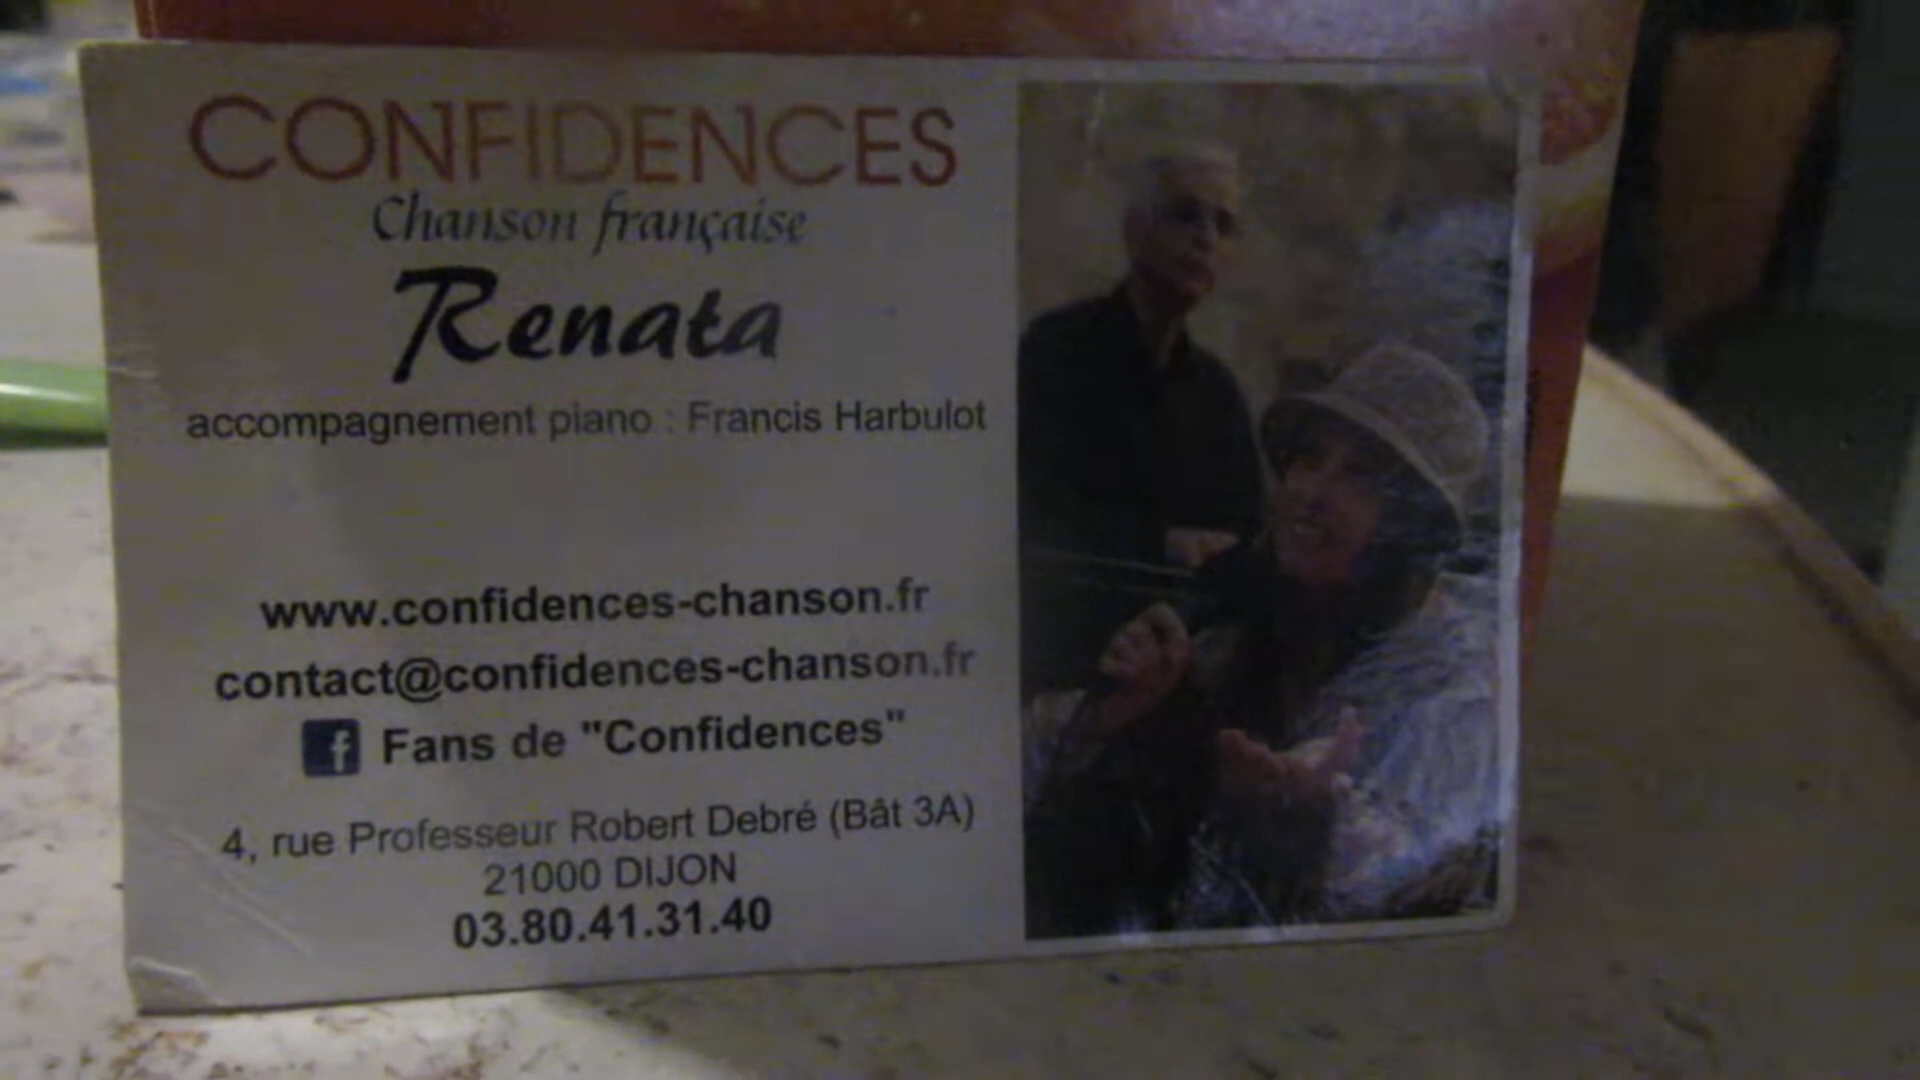 CONFIDENCES
Chanson française
Renata
accompagnement piano : Francis Harbulot
www.confidences-chanson.fr
contact@confidences-chanson.fr
f Fans de "Confidences"
4, rue Professeur Robert Debré (Bât 3A)
21000 DIJON
03.80.41.31.40